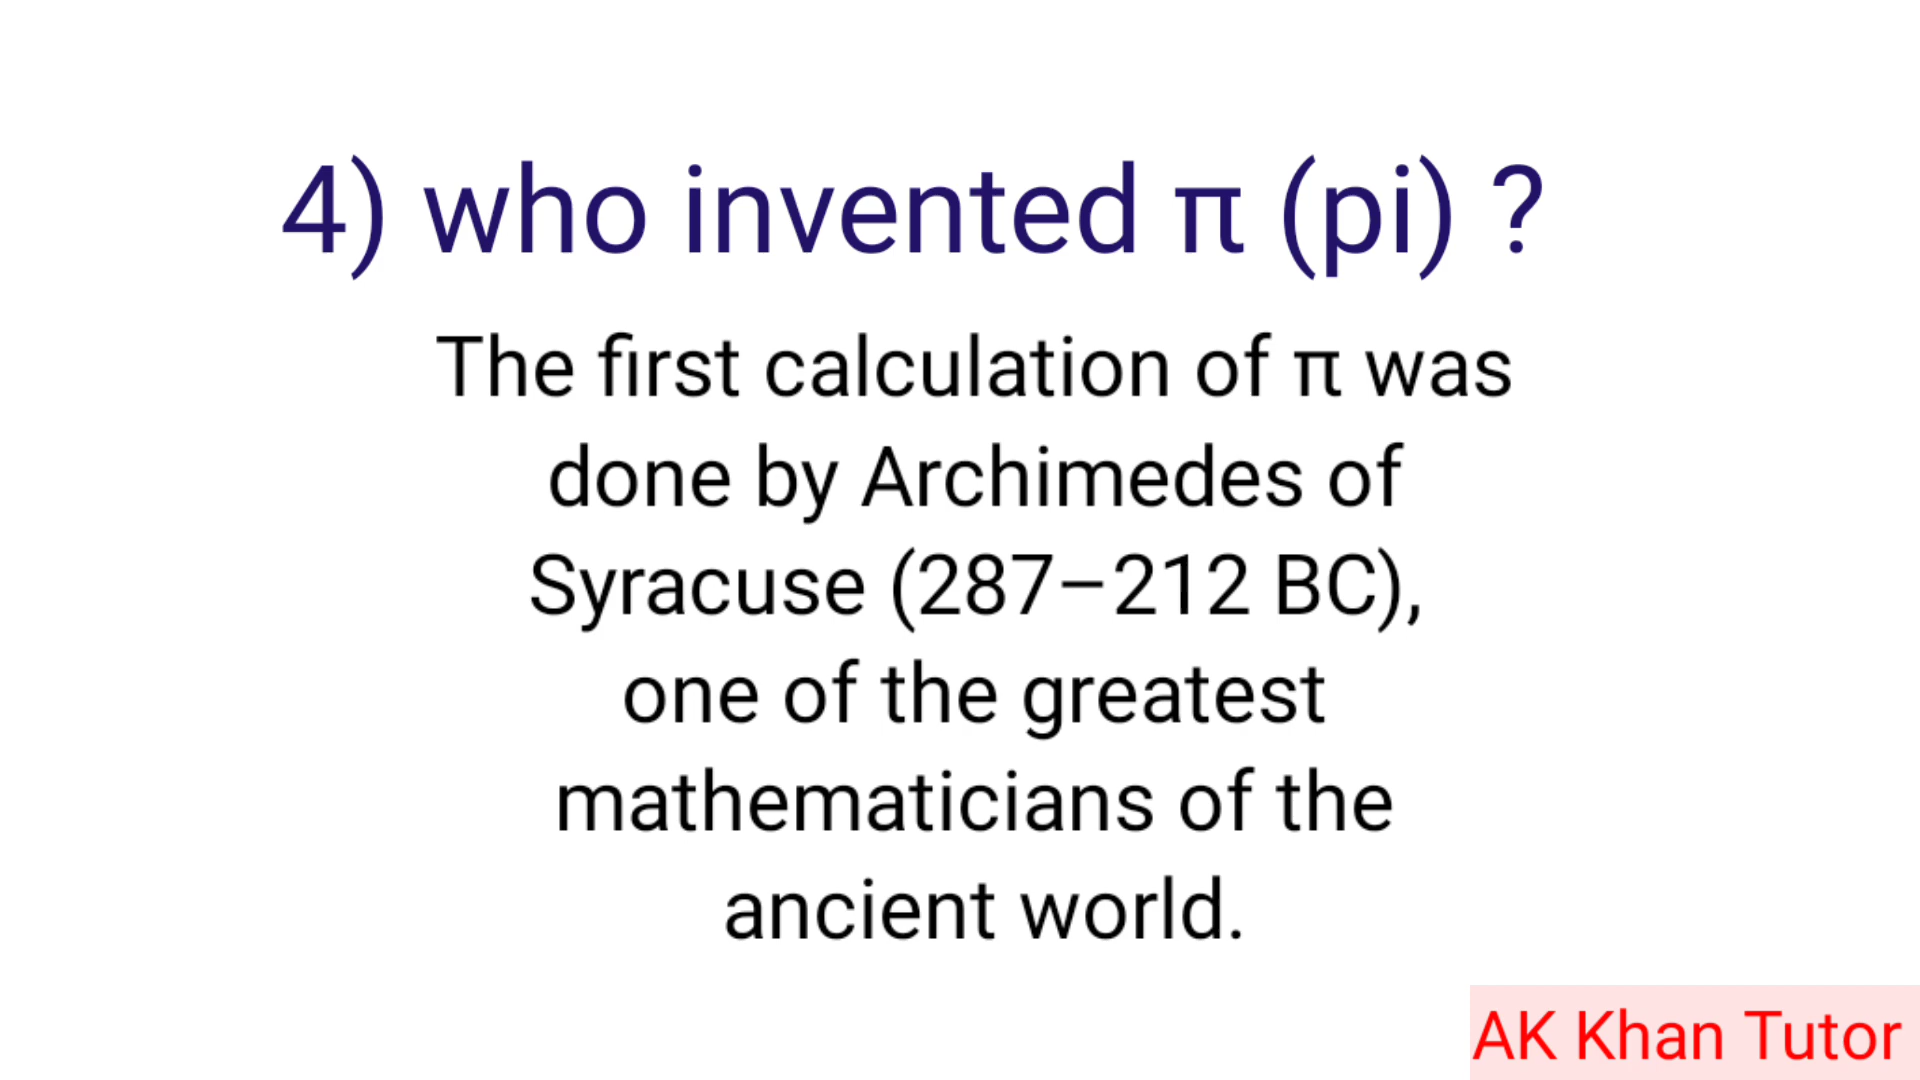 4) who invented π (pi) ?
The first calculation of π was
done by Archimedes of
Syracuse (287–212 BC),
one of the greatest
mathematicians of the
ancient world.
AK Khan Tutor